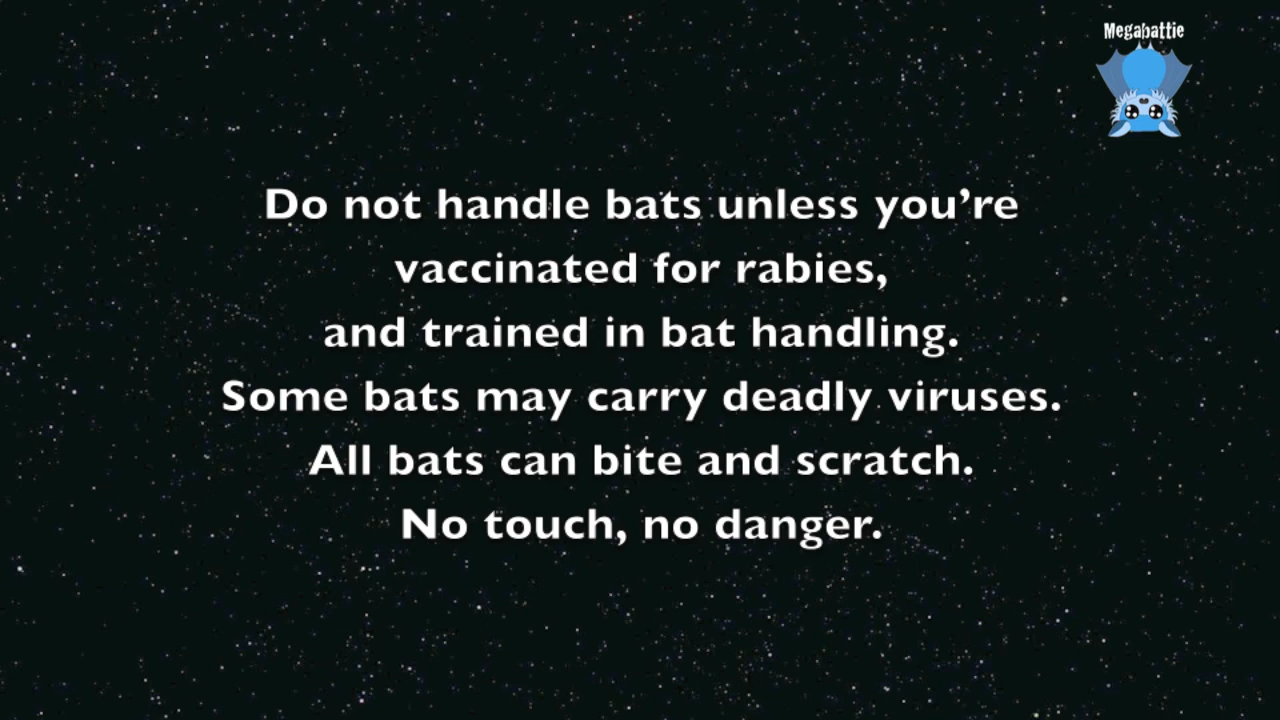 Megabattie
Do not handle bats unless you’re
vaccinated for rabies,
and trained in bat handling.
Some bats may carry deadly viruses.
All bats can bite and scratch.
No touch, no danger.